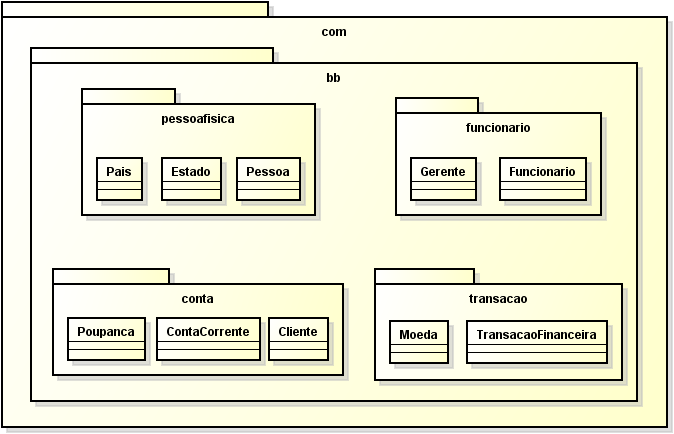 com
bb
pessoafisica
Pais Estado Pessoa
funcionario
Gerente Funcionario
conta
Poupanca ContaCorrente Cliente
transacao
Moeda TransacaoFinanceira